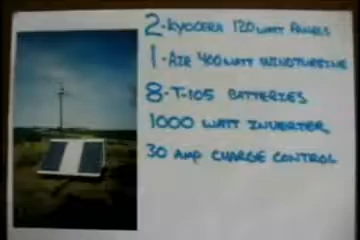 2-KYOCERA 120 WATT PANELS
1-AIR 400 WATT WINDTURBINE
8-T-105 BATTERIES
1000 WATT INVERTER
30 AMP CHARGE CONTROL